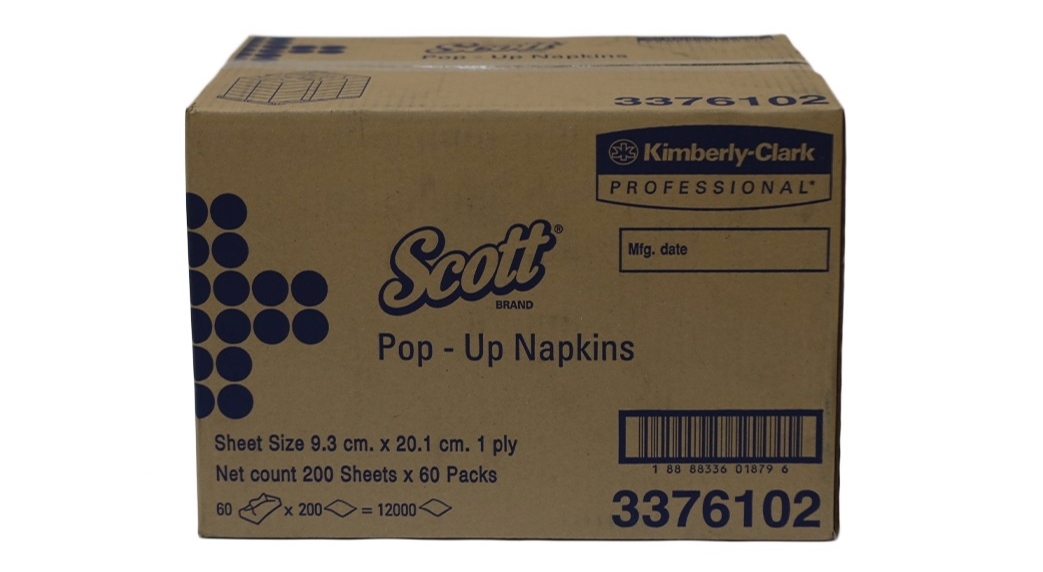 Scott
Pop - Up Napkins
3376102
Kimberly-Clark
PROFESSIONAL*
Mfg. date
Scott®
BRAND
Pop - Up Napkins
Sheet Size 9.3 cm. x 20.1 cm. 1 ply
Net count 200 Sheets x 60 Packs
60 x 200 = 12000
1 88 88336 01879 6
3376102